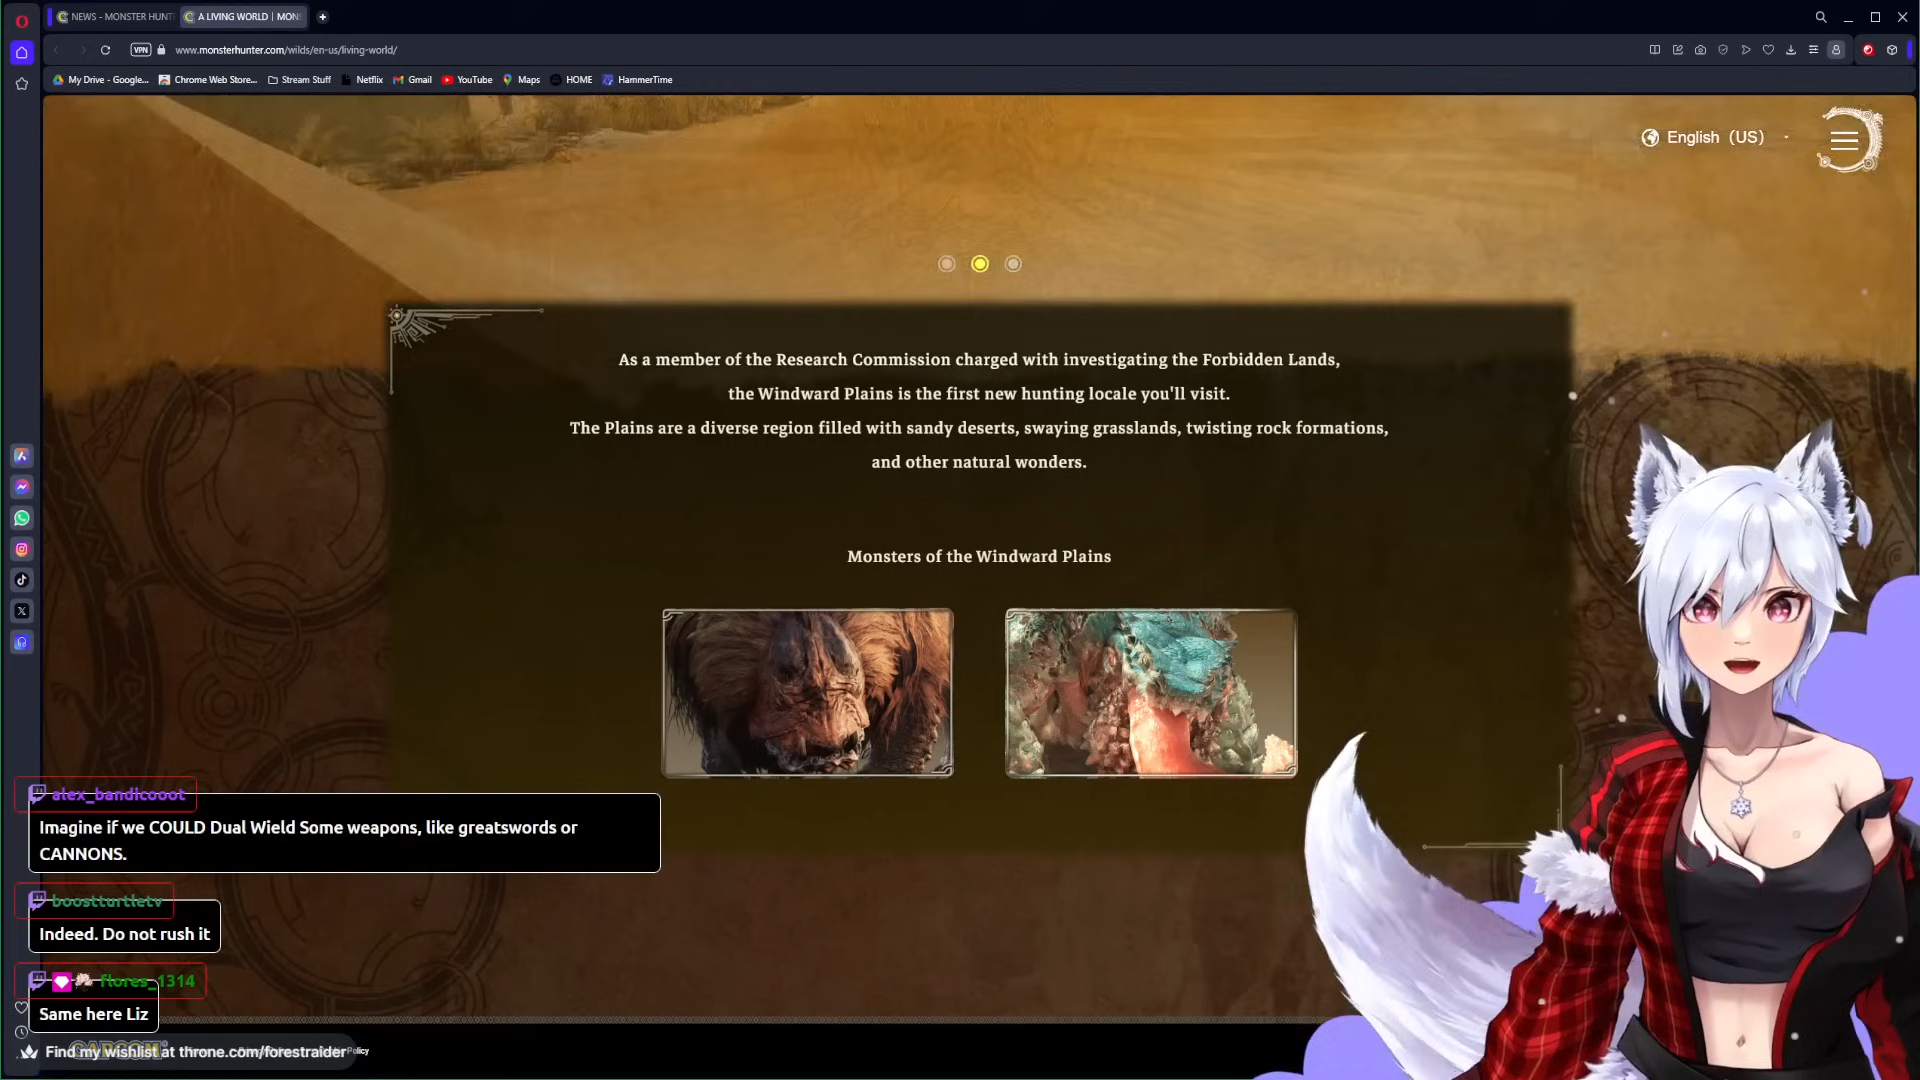 NEWS - MONSTER HUNT
A LIVING WORLD | MON
VPN
www.monsterhunter.com/wilds/en-us/living-world/
My Drive - Google...
Chrome Web Store...
Stream Stuff
Netflix
Gmail
YouTube
Maps
HOME
HammerTime
English (US)
As a member of the Research Commission charged with investigating the Forbidden Lands,
the Windward Plains is the first new hunting locale you'll visit.
The Plains are a diverse region filled with sandy deserts, swaying grasslands, twisting rock formations,
and other natural wonders.
Monsters of the Windward Plains
alex_bandicooot
Imagine if we COULD Dual Wield Some weapons, like greatswords or
CANNONS.
boostturtletv
Indeed. Do not rush it
flores_1314
Same here Liz
CAPCOM
Find my wishlist at throne.com/forestraider
Policy